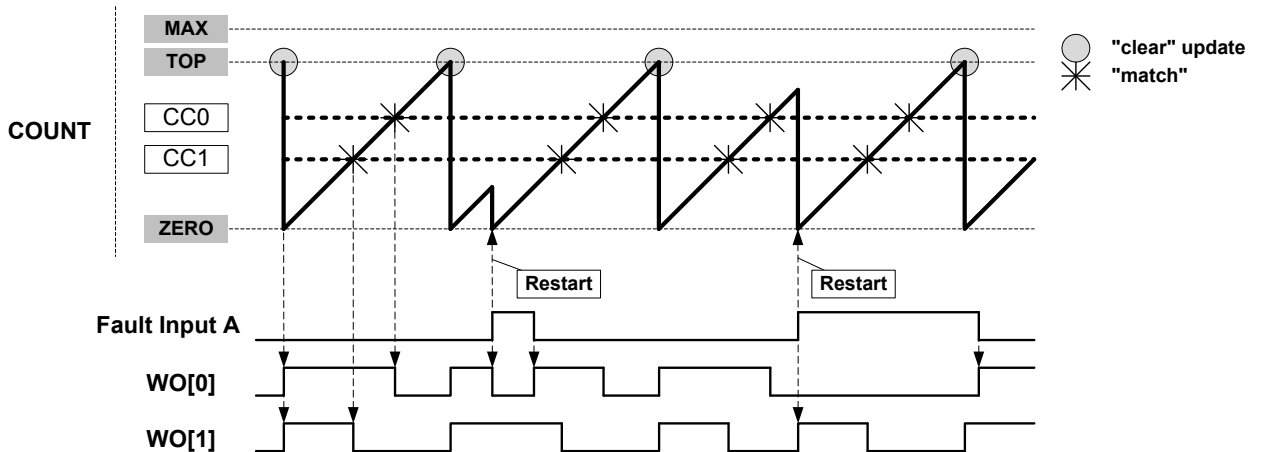 MAX
TOP
"clear" update
"match"
CC0
COUNT
CC1
ZERO
Restart
Restart
Fault Input A
WO[0]
WO[1]